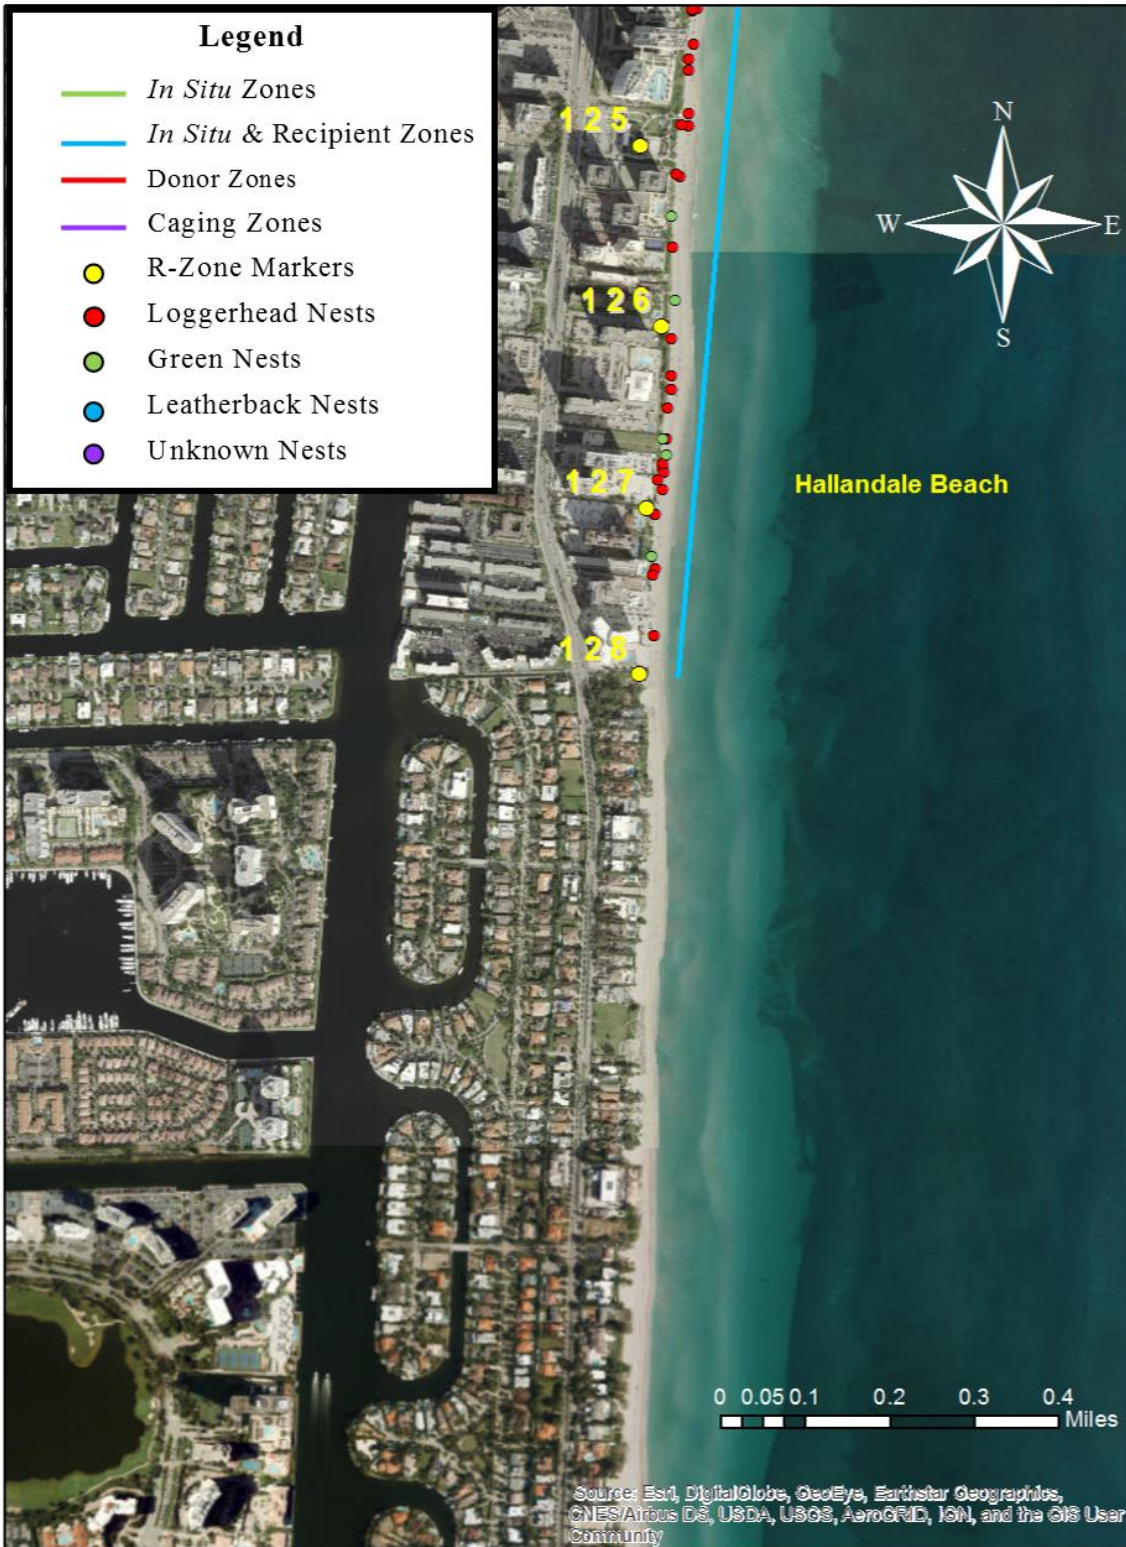 Legend
In Situ Zones
In Situ & Recipient Zones
Donor Zones
Caging Zones
R-Zone Markers
Loggerhead Nests
Green Nests
Leatherback Nests
Unknown Nests
125
N
W E
S
126
127
Hallandale Beach
128
0 0.05 0.1 0.2 0.3 0.4
Miles
Source: Esri, DigitalGlobe, GeoEye, Earthstar Geographics,
CNES/Airbus DS, USDA, USGS, AeroGRID, IGN, and the GIS User
Community